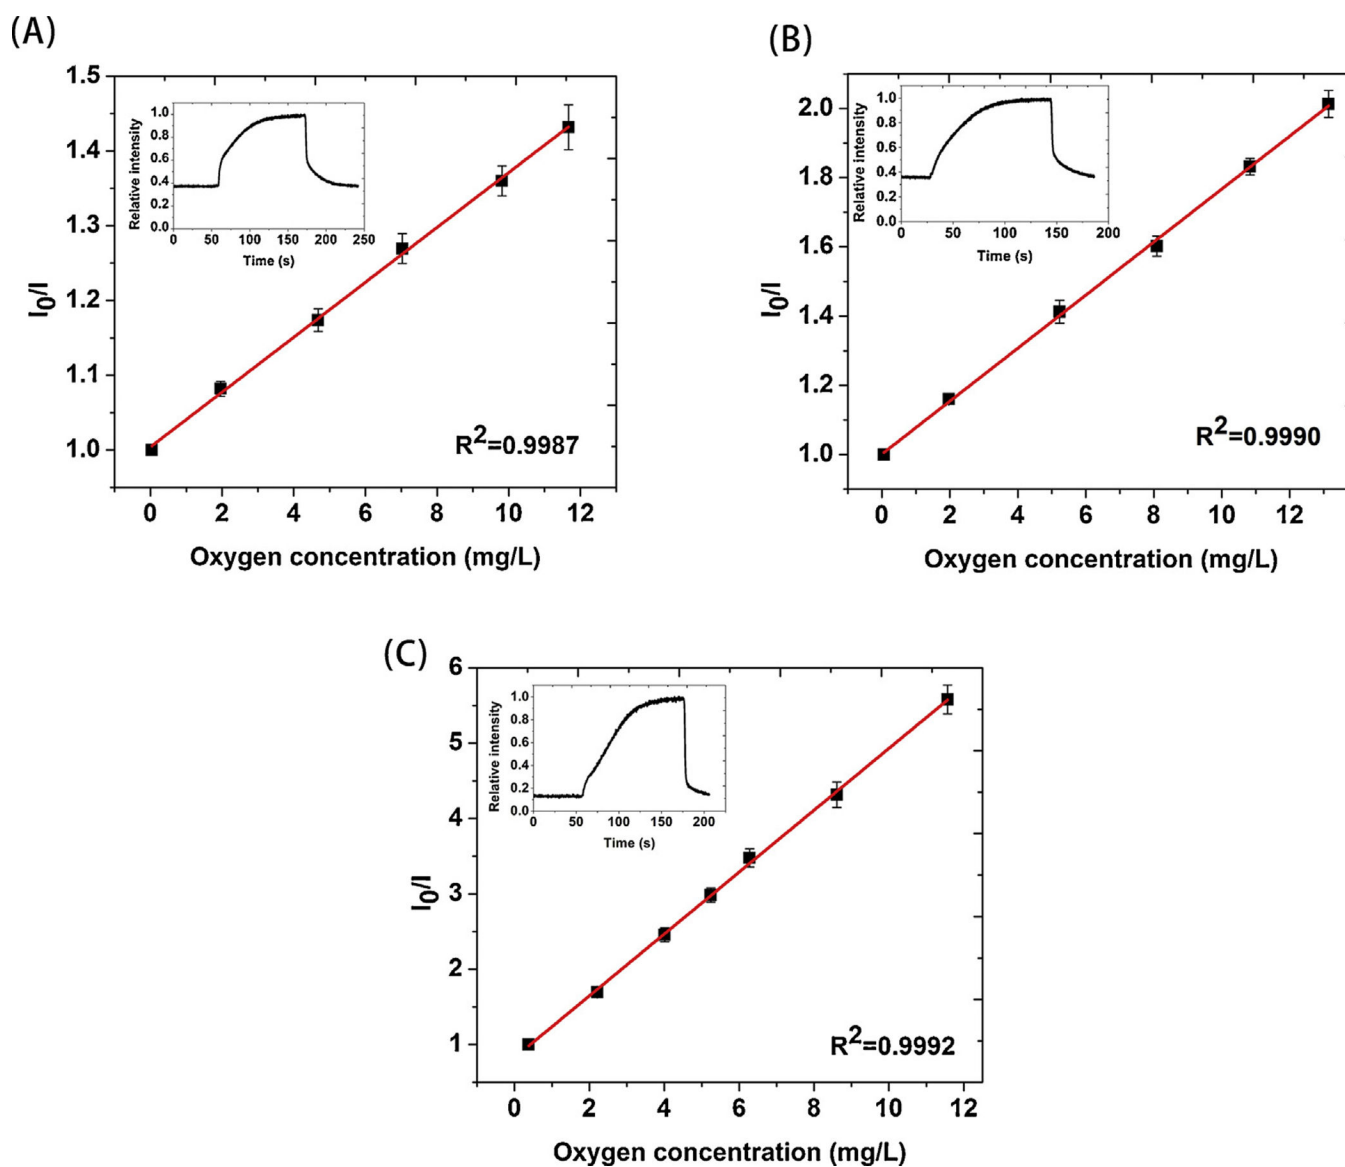 (A)
1.5
1.4
1.3
1.2
1.1
1.0
I0/I
0 2 4 6 8 10 12
Oxygen concentration (mg/L)
R2=0.9987
1.0
0.8
0.6
0.4
0.2
0.0
Relative intensity
0 50 100 150 200 250
Time (s)
(B)
2.0
1.8
1.6
1.4
1.2
1.0
I0/I
0 2 4 6 8 10 12
Oxygen concentration (mg/L)
R2=0.9990
1.0
0.8
0.6
0.4
0.2
0.0
Relative intensity
0 50 100 150 200
Time (s)
(C)
6
5
4
3
2
1
I0/I
0 2 4 6 8 10 12
Oxygen concentration (mg/L)
R2=0.9992
1.0
0.8
0.6
0.4
0.2
0.0
Relative intensity
0 50 100 150 200
Time (s)